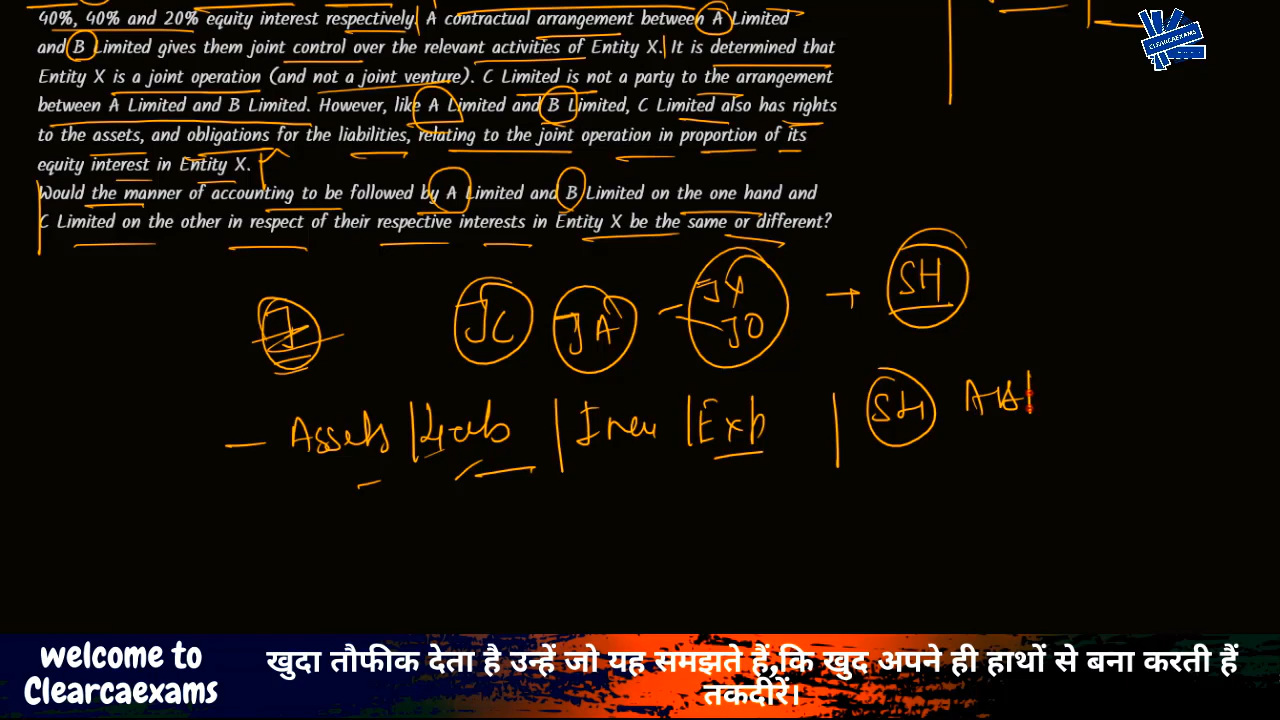 40%, 40% and 20% equity interest respectively. A contractual arrangement between A Limited
and B Limited gives them joint control over the relevant activities of Entity X. It is determined that
Entity X is a joint operation (and not a joint venture). C Limited is not a party to the arrangement
between A Limited and B Limited. However, like A Limited and B Limited, C Limited also has rights
to the assets, and obligations for the liabilities, relating to the joint operation in proportion of its
equity interest in Entity X.
Would the manner of accounting to be followed by A Limited and B Limited on the one hand and
C Limited on the other in respect of their respective interests in Entity X be the same or different?
CLEARCAEXAMS
JC JA JV → SH
JO
— Assets | Liab | | Exp | SH
welcome to
Clearcaexams
खुदा तौफीक देता है उन्हें जो यह समझते हैं,कि खुद अपने ही हाथों से बना करती हैं
तकदीरें।